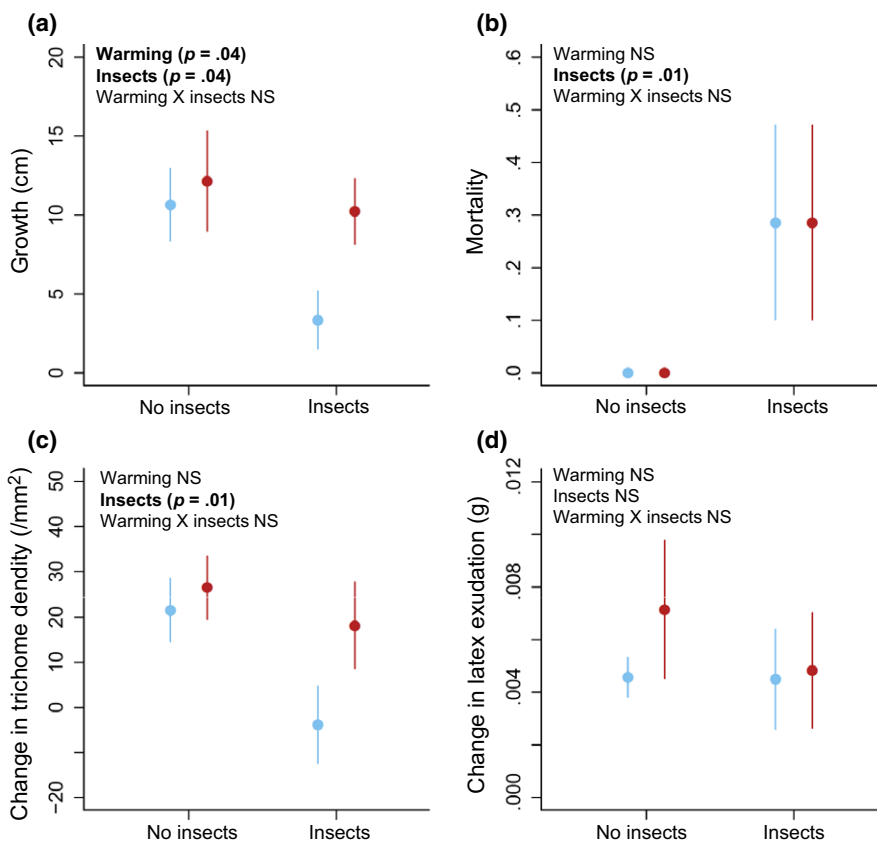 (a)
Warming (p = .04)
Insects (p = .04)
Warming X insects NS
Growth (cm)
20
15
10
5
0
No insects
Insects
(b)
Warming NS
Insects (p = .01)
Warming X insects NS
Mortality
.6
.5
.4
.3
.2
.1
.0
No insects
Insects
(c)
Warming NS
Insects (p = .01)
Warming X insects NS
Change in trichome dendity (/mm²)
50
40
30
20
10
0
−20
No insects
Insects
(d)
Warming NS
Insects NS
Warming X insects NS
Change in latex exudation (g)
.012
.008
.004
.000
No insects
Insects